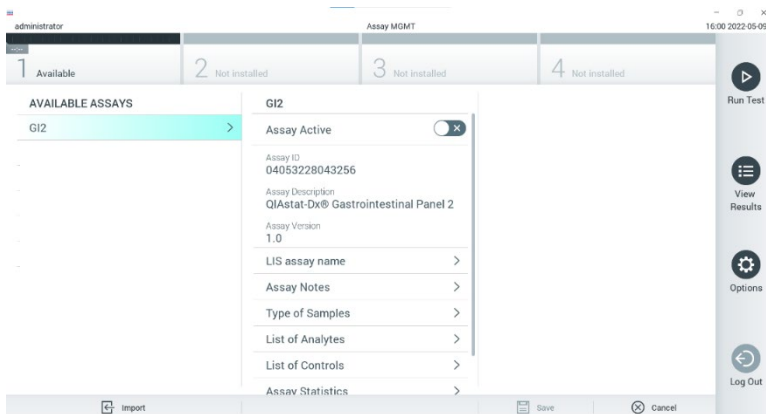 administrator
Assay MGMT
16:00 2022-05-09
1 Available
2 Not installed
3 Not installed
4 Not installed
AVAILABLE ASSAYS
GI2
GI2
Assay Active
Assay ID
04053228043256
Assay Description
QIAstat-Dx® Gastrointestinal Panel 2
Assay Version
1.0
LIS assay name
Assay Notes
Type of Samples
List of Analytes
List of Controls
Assay Statistics
Run Test
View
Results
Options
Log Out
Import
Save
Cancel